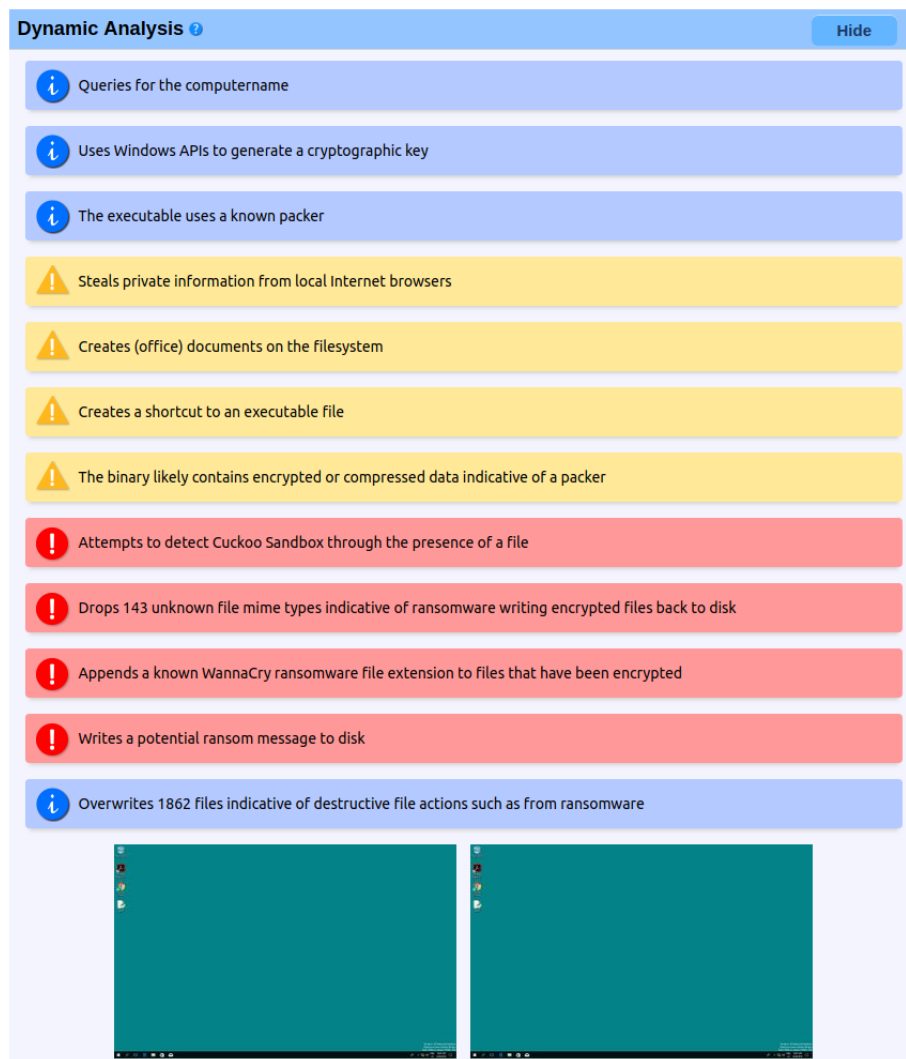 Dynamic Analysis ?
Hide
Queries for the computername
Uses Windows APIs to generate a cryptographic key
The executable uses a known packer
Steals private information from local Internet browsers
Creates (office) documents on the filesystem
Creates a shortcut to an executable file
The binary likely contains encrypted or compressed data indicative of a packer
Attempts to detect Cuckoo Sandbox through the presence of a file
Drops 143 unknown file mime types indicative of ransomware writing encrypted files back to disk
Appends a known WannaCry ransomware file extension to files that have been encrypted
Writes a potential ransom message to disk
Overwrites 1862 files indicative of destructive file actions such as from ransomware